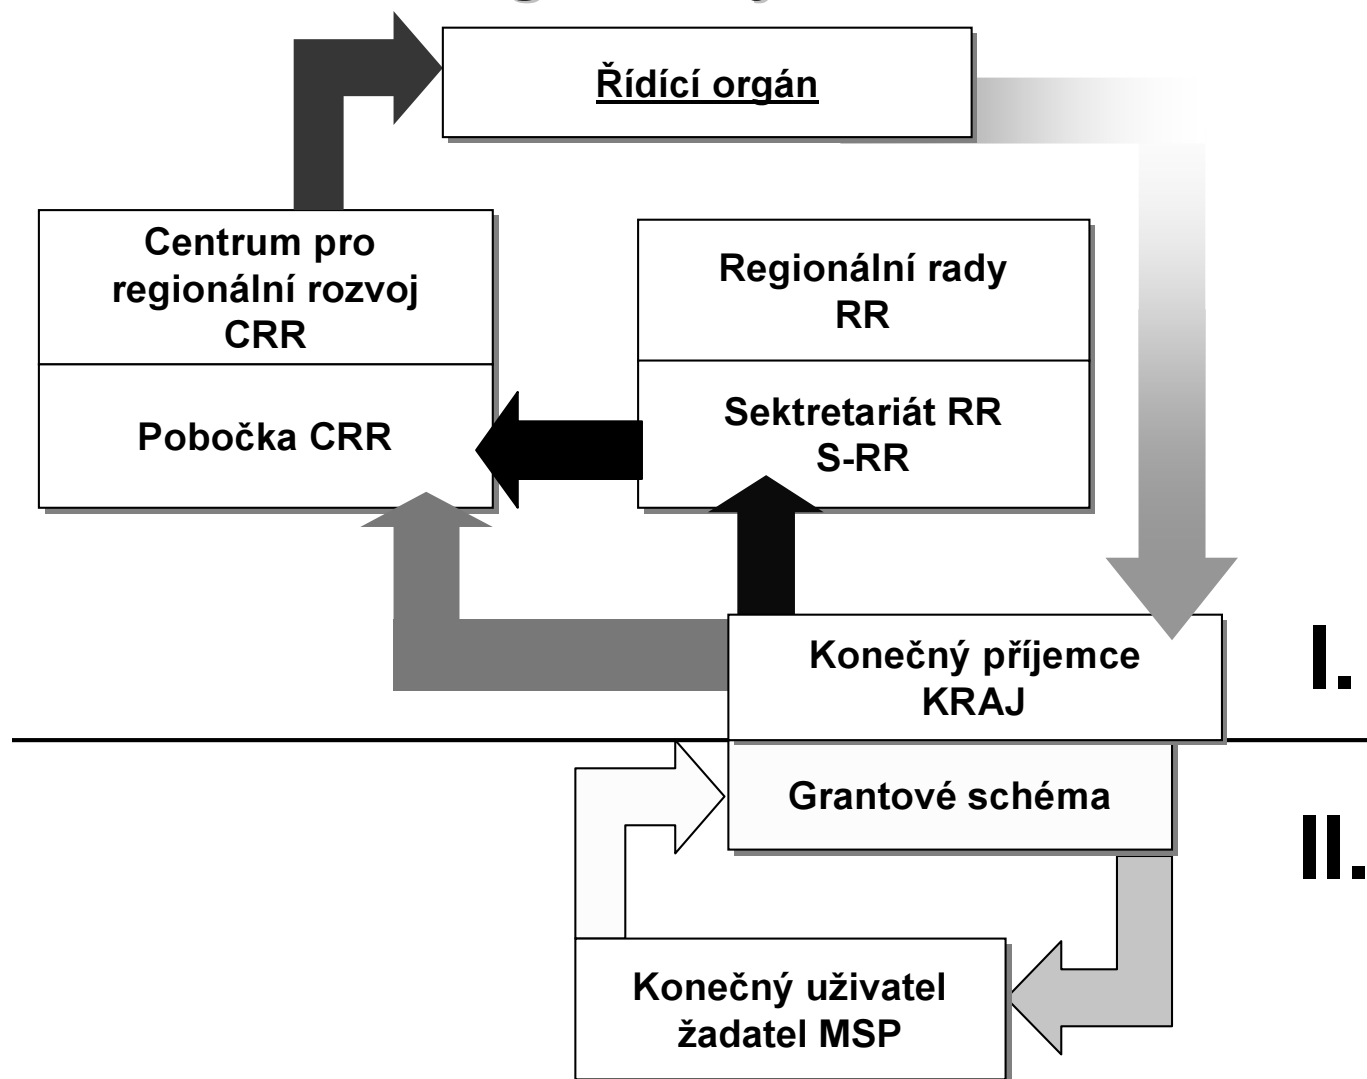 Řídící orgán
Centrum pro
regionální rozvoj
CRR
Regionální rady
RR
Pobočka CRR
Sektretariát RR
S-RR
Konečný příjemce
KRAJ
I.
Grantové schéma
II.
Konečný uživatel
žadatel MSP